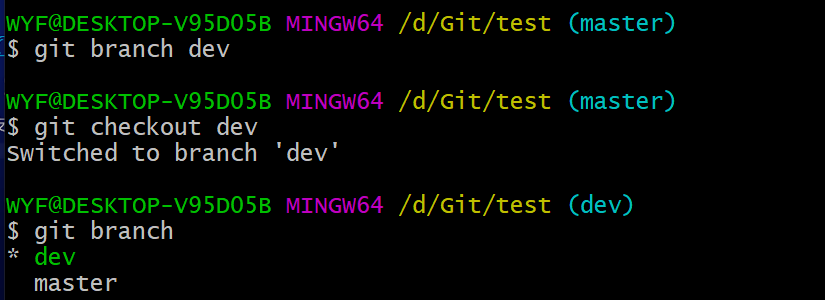 WYF@DESKTOP-V95D05B MINGW64 /d/Git/test (master)
$ git branch dev
WYF@DESKTOP-V95D05B MINGW64 /d/Git/test (master)
$ git checkout dev
Switched to branch 'dev'
WYF@DESKTOP-V95D05B MINGW64 /d/Git/test (dev)
$ git branch
* dev
master